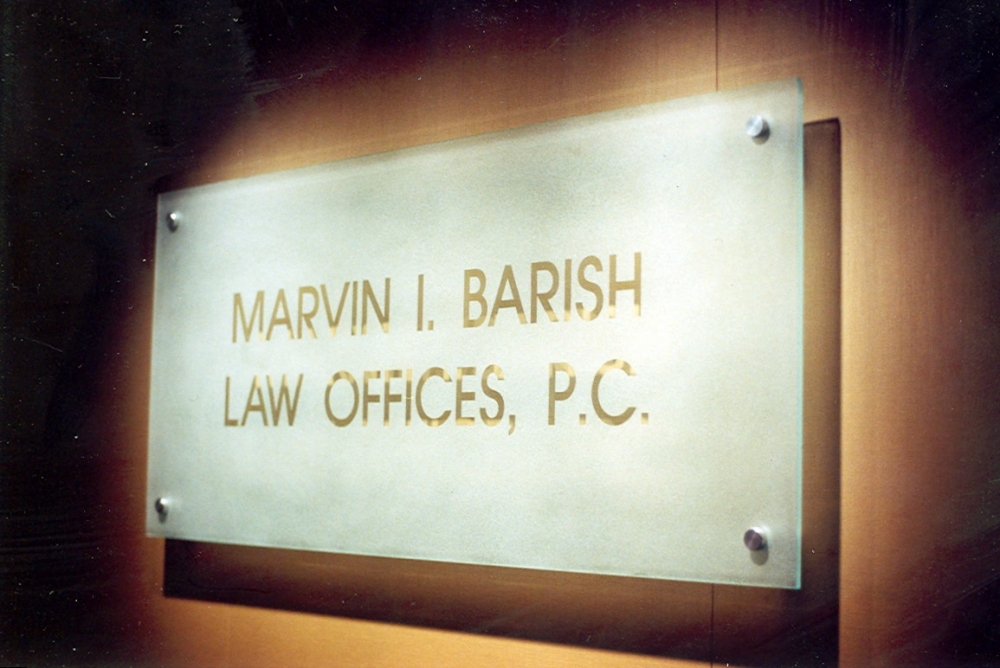 MARVIN I. BARISH
LAW OFFICES, P.C.